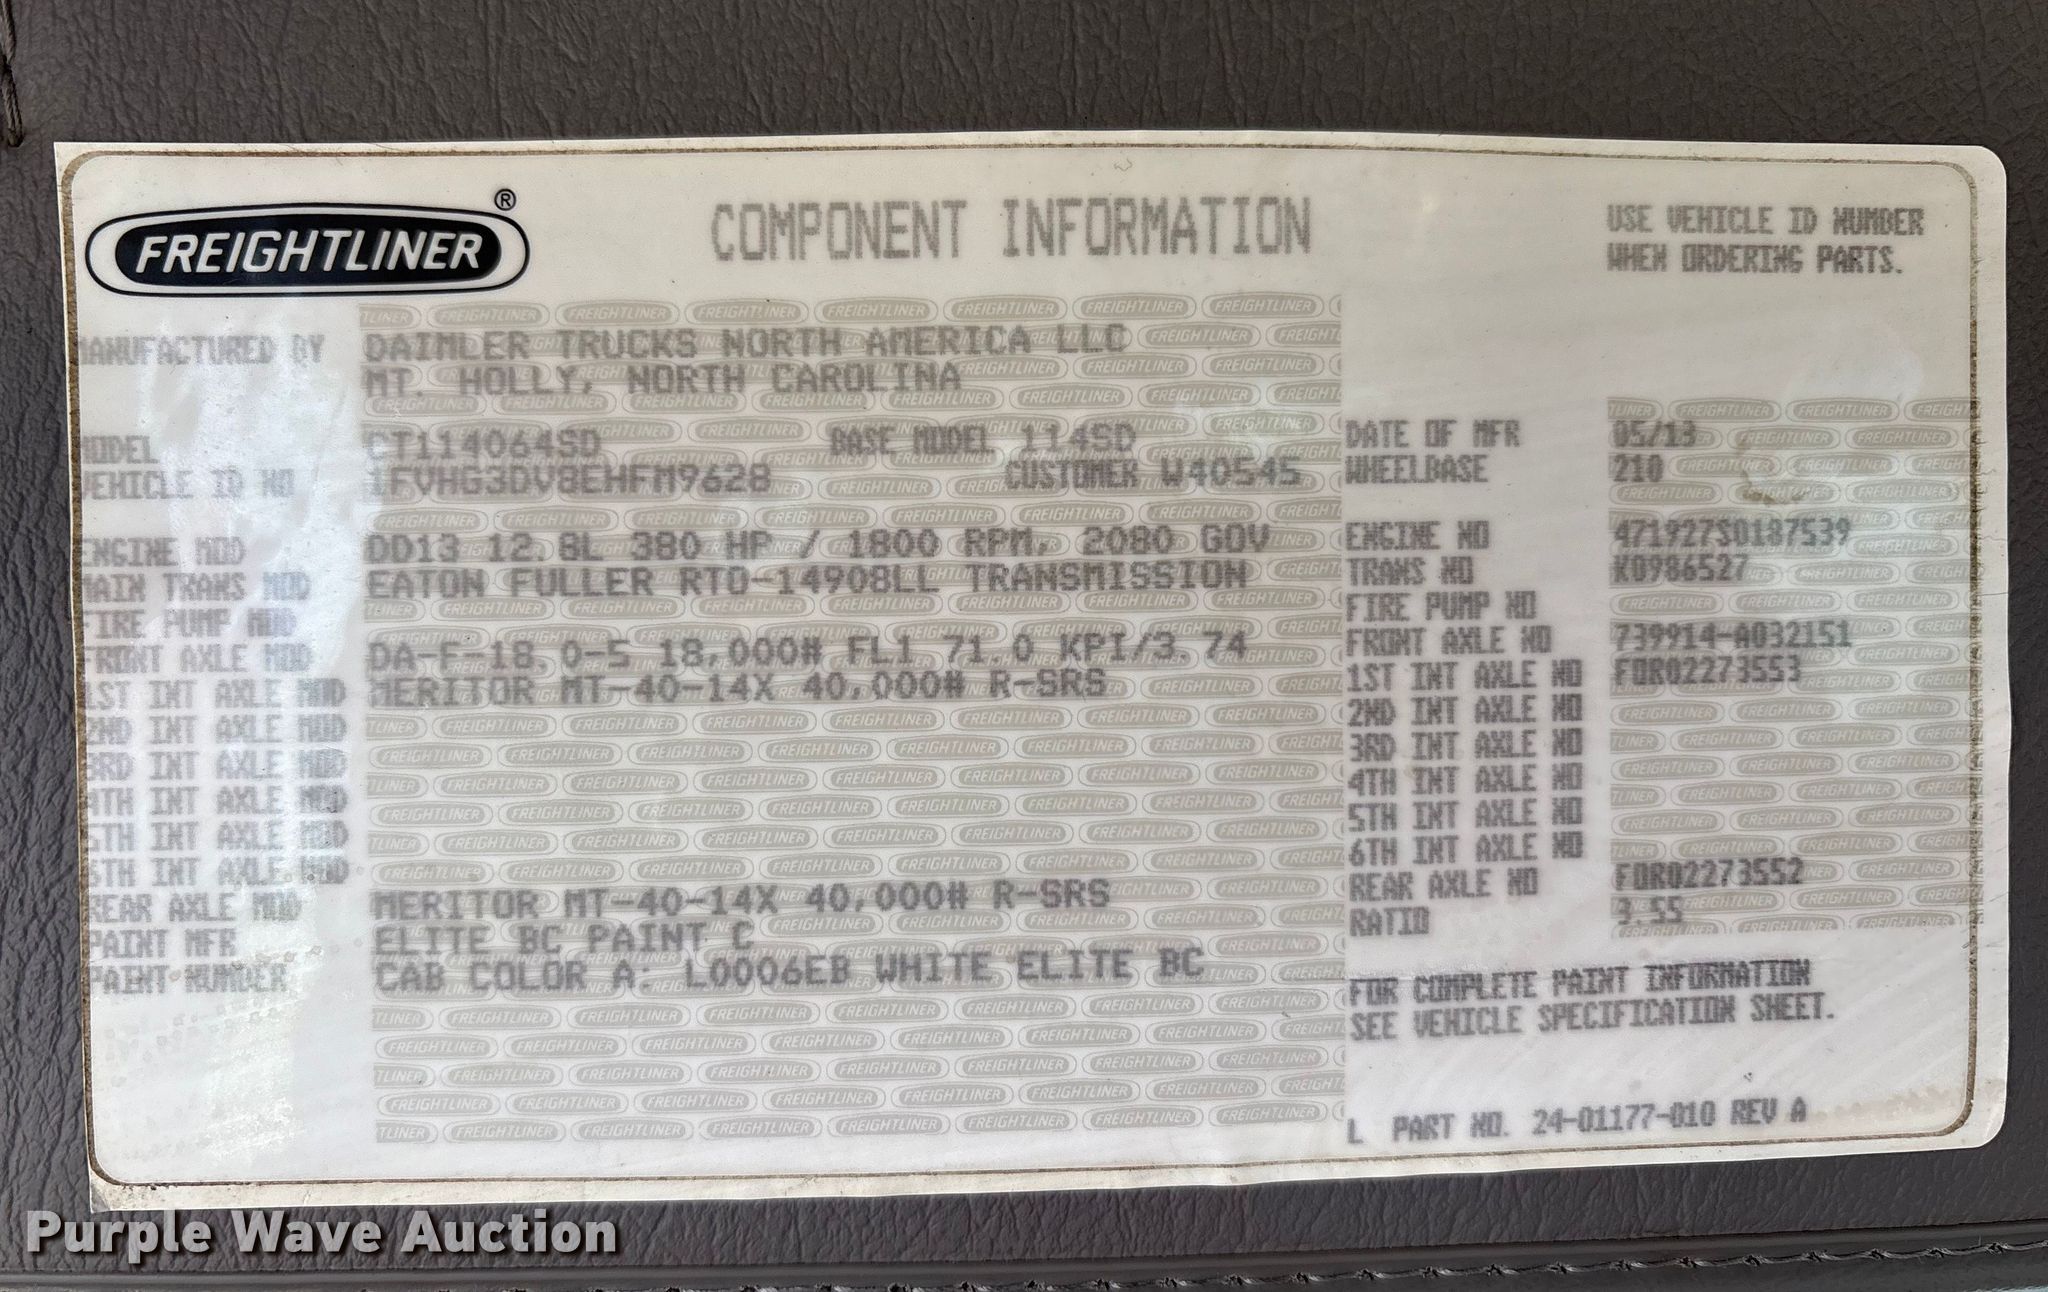 FREIGHTLINER®
COMPONENT INFORMATION
USE VEHICLE ID NUMBER
WHEN ORDERING PARTS.
MANUFACTURED BY DAIMLER TRUCKS NORTH AMERICA LLC
MT. HOLLY, NORTH CAROLINA
MODEL CT114064SD BASE MODEL 114SD DATE OF MFR 05/13
VEHICLE ID NO 1FVHG3DV8EHFM9628 CUSTOMER W40545 WHEELBASE 210
ENGINE MOD DD13 12.8L 380 HP / 1800 RPM, 2080 GOV ENGINE NO 471927S0187539
MAIN TRANS MOD EATON FULLER RTO-14908LL TRANSMISSION TRANS NO K0986527
FIRE PUMP MOD FIRE PUMP NO
FRONT AXLE MOD DA-F-18.0-5 18,000# FL1 71.0 KPI/3.74 FRONT AXLE NO 739914-A032151
1ST INT AXLE MOD MERITOR MT-40-14X 40,000# R-SRS 1ST INT AXLE NO FOR02273553
2ND INT AXLE MOD 2ND INT AXLE NO
3RD INT AXLE MOD 3RD INT AXLE NO
4TH INT AXLE MOD 4TH INT AXLE NO
5TH INT AXLE MOD 5TH INT AXLE NO
6TH INT AXLE MOD 6TH INT AXLE NO
REAR AXLE MOD MERITOR MT-40-14X 40,000# R-SRS REAR AXLE NO FOR02273552
PAINT MFR ELITE BC PAINT C RATIO 3.55
PAINT NUMBER CAB COLOR A: L0006EB WHITE ELITE BC
FOR COMPLETE PAINT INFORMATION
SEE VEHICLE SPECIFICATION SHEET.
L PART NO. 24-01177-010 REV A
Purple Wave Auction